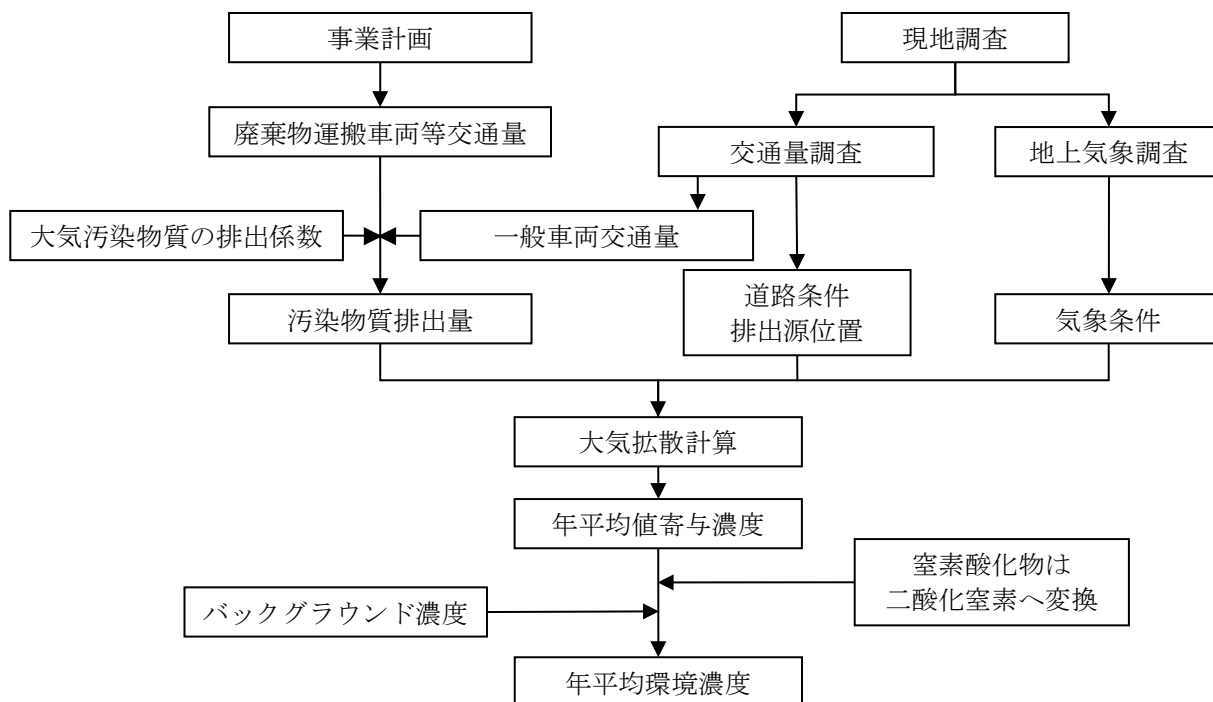 事業計画
現地調査
廃棄物運搬車両等交通量
交通量調査
地上気象調査
大気汚染物質の排出係数
一般車両交通量
汚染物質排出量
道路条件
排出源位置
気象条件
大気拡散計算
年平均値寄与濃度
窒素酸化物は
二酸化窒素へ変換
バックグラウンド濃度
年平均環境濃度